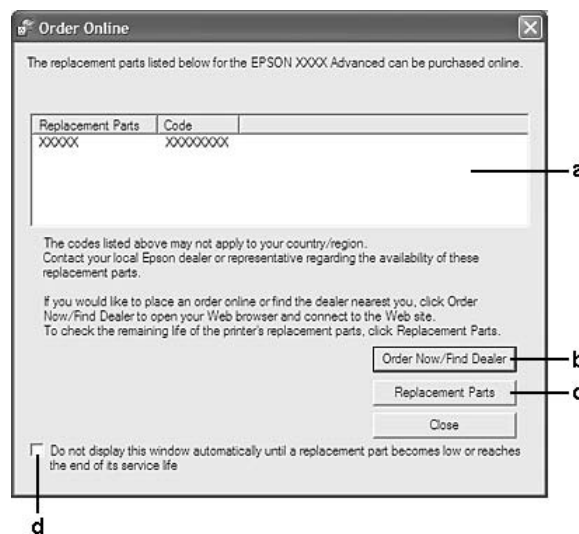 Order Online
The replacement parts listed below for the EPSON XXXX Advanced can be purchased online.
Replacement Parts Code
XXXXX XXXXXXXX
a
The codes listed above may not apply to your country/region.
Contact your local Epson dealer or representative regarding the availability of these
replacement parts.
If you would like to place an order online or find the dealer nearest you, click Order
Now/Find Dealer to open your Web browser and connect to the Web site.
To check the remaining life of the printer's replacement parts, click Replacement Parts.
Order Now/Find Dealer b
Replacement Parts
Close
Do not display this window automatically until a replacement part becomes low or reaches
the end of its service life
d